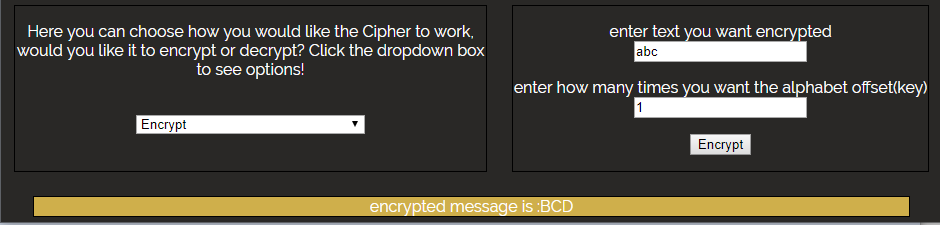 Here you can choose how you would like the Cipher to work,
would you like it to encrypt or decrypt? Click the dropdown box
to see options!
Encrypt
enter text you want encrypted
abc
enter how many times you want the alphabet offset(key)
1
Encrypt
encrypted message is :BCD